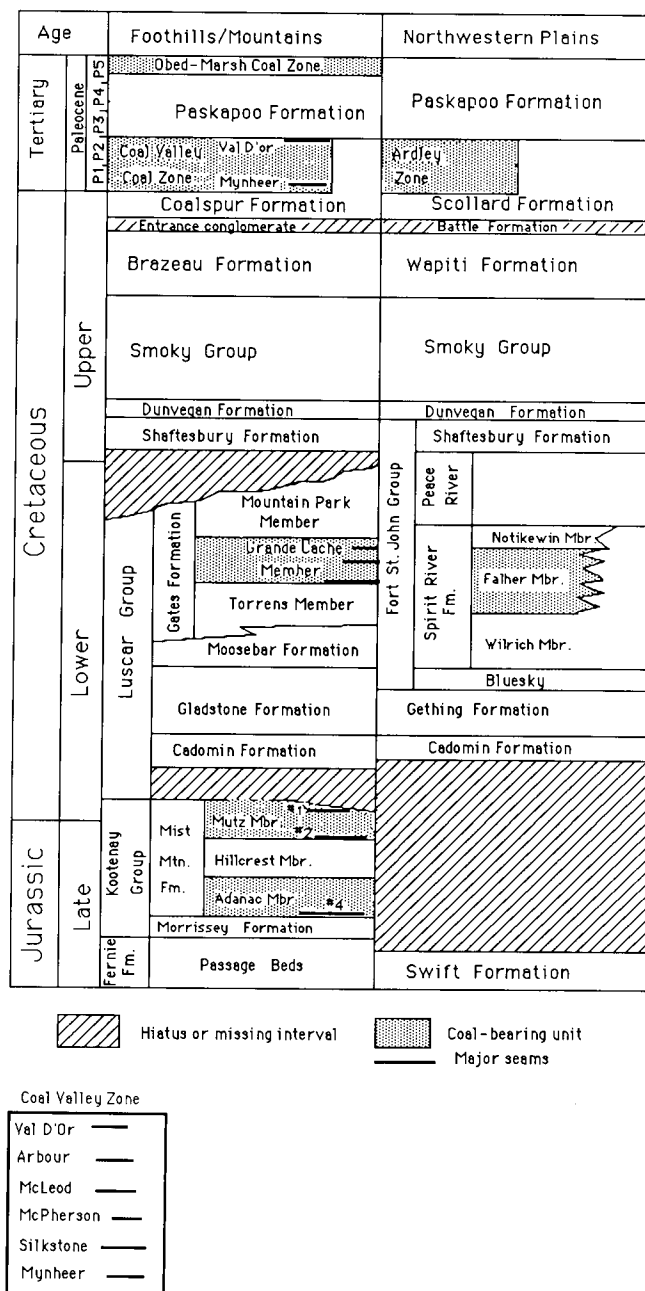 Age
Foothills/Mountains
Northwestern Plains
Tertiary
Paleocene
P1, P2, P3, P4, P5
Obed-Marsh Coal Zone
Paskapoo Formation
Paskapoo Formation
Coal Valley
Val D'or
Coal Zone
Mynheer
Ardley
Zone
Coalspur Formation
Scollard Formation
Entrance conglomerate
Battle Formation
Cretaceous
Upper
Brazeau Formation
Wapiti Formation
Smoky Group
Smoky Group
Dunvegan Formation
Dunvegan Formation
Shaftesbury Formation
Shaftesbury Formation
Lower
Luscar Group
Gates Formation
Mountain Park
Member
Grande Cache
Member
Torrens Member
Moosebar Formation
Gladstone Formation
Cadomin Formation
Fort St. John Group
Peace
River
Spirit River
Fm.
Notikewin Mbr.
Falher Mbr.
Wilrich Mbr.
Bluesky
Gething Formation
Cadomin Formation
Jurassic
Late
Kootenay
Group
Mist
Mtn.
Fm.
#1
Mutz Mbr.
#2
Hillcrest Mbr.
Adanac Mbr
#4
Morrissey Formation
Fernie
Fm.
Passage Beds
Swift Formation
Hiatus or missing interval
Coal-bearing unit
Major seams
Coal Valley Zone
Val D'Or
Arbour
McLeod
McPherson
Silkstone
Mynheer